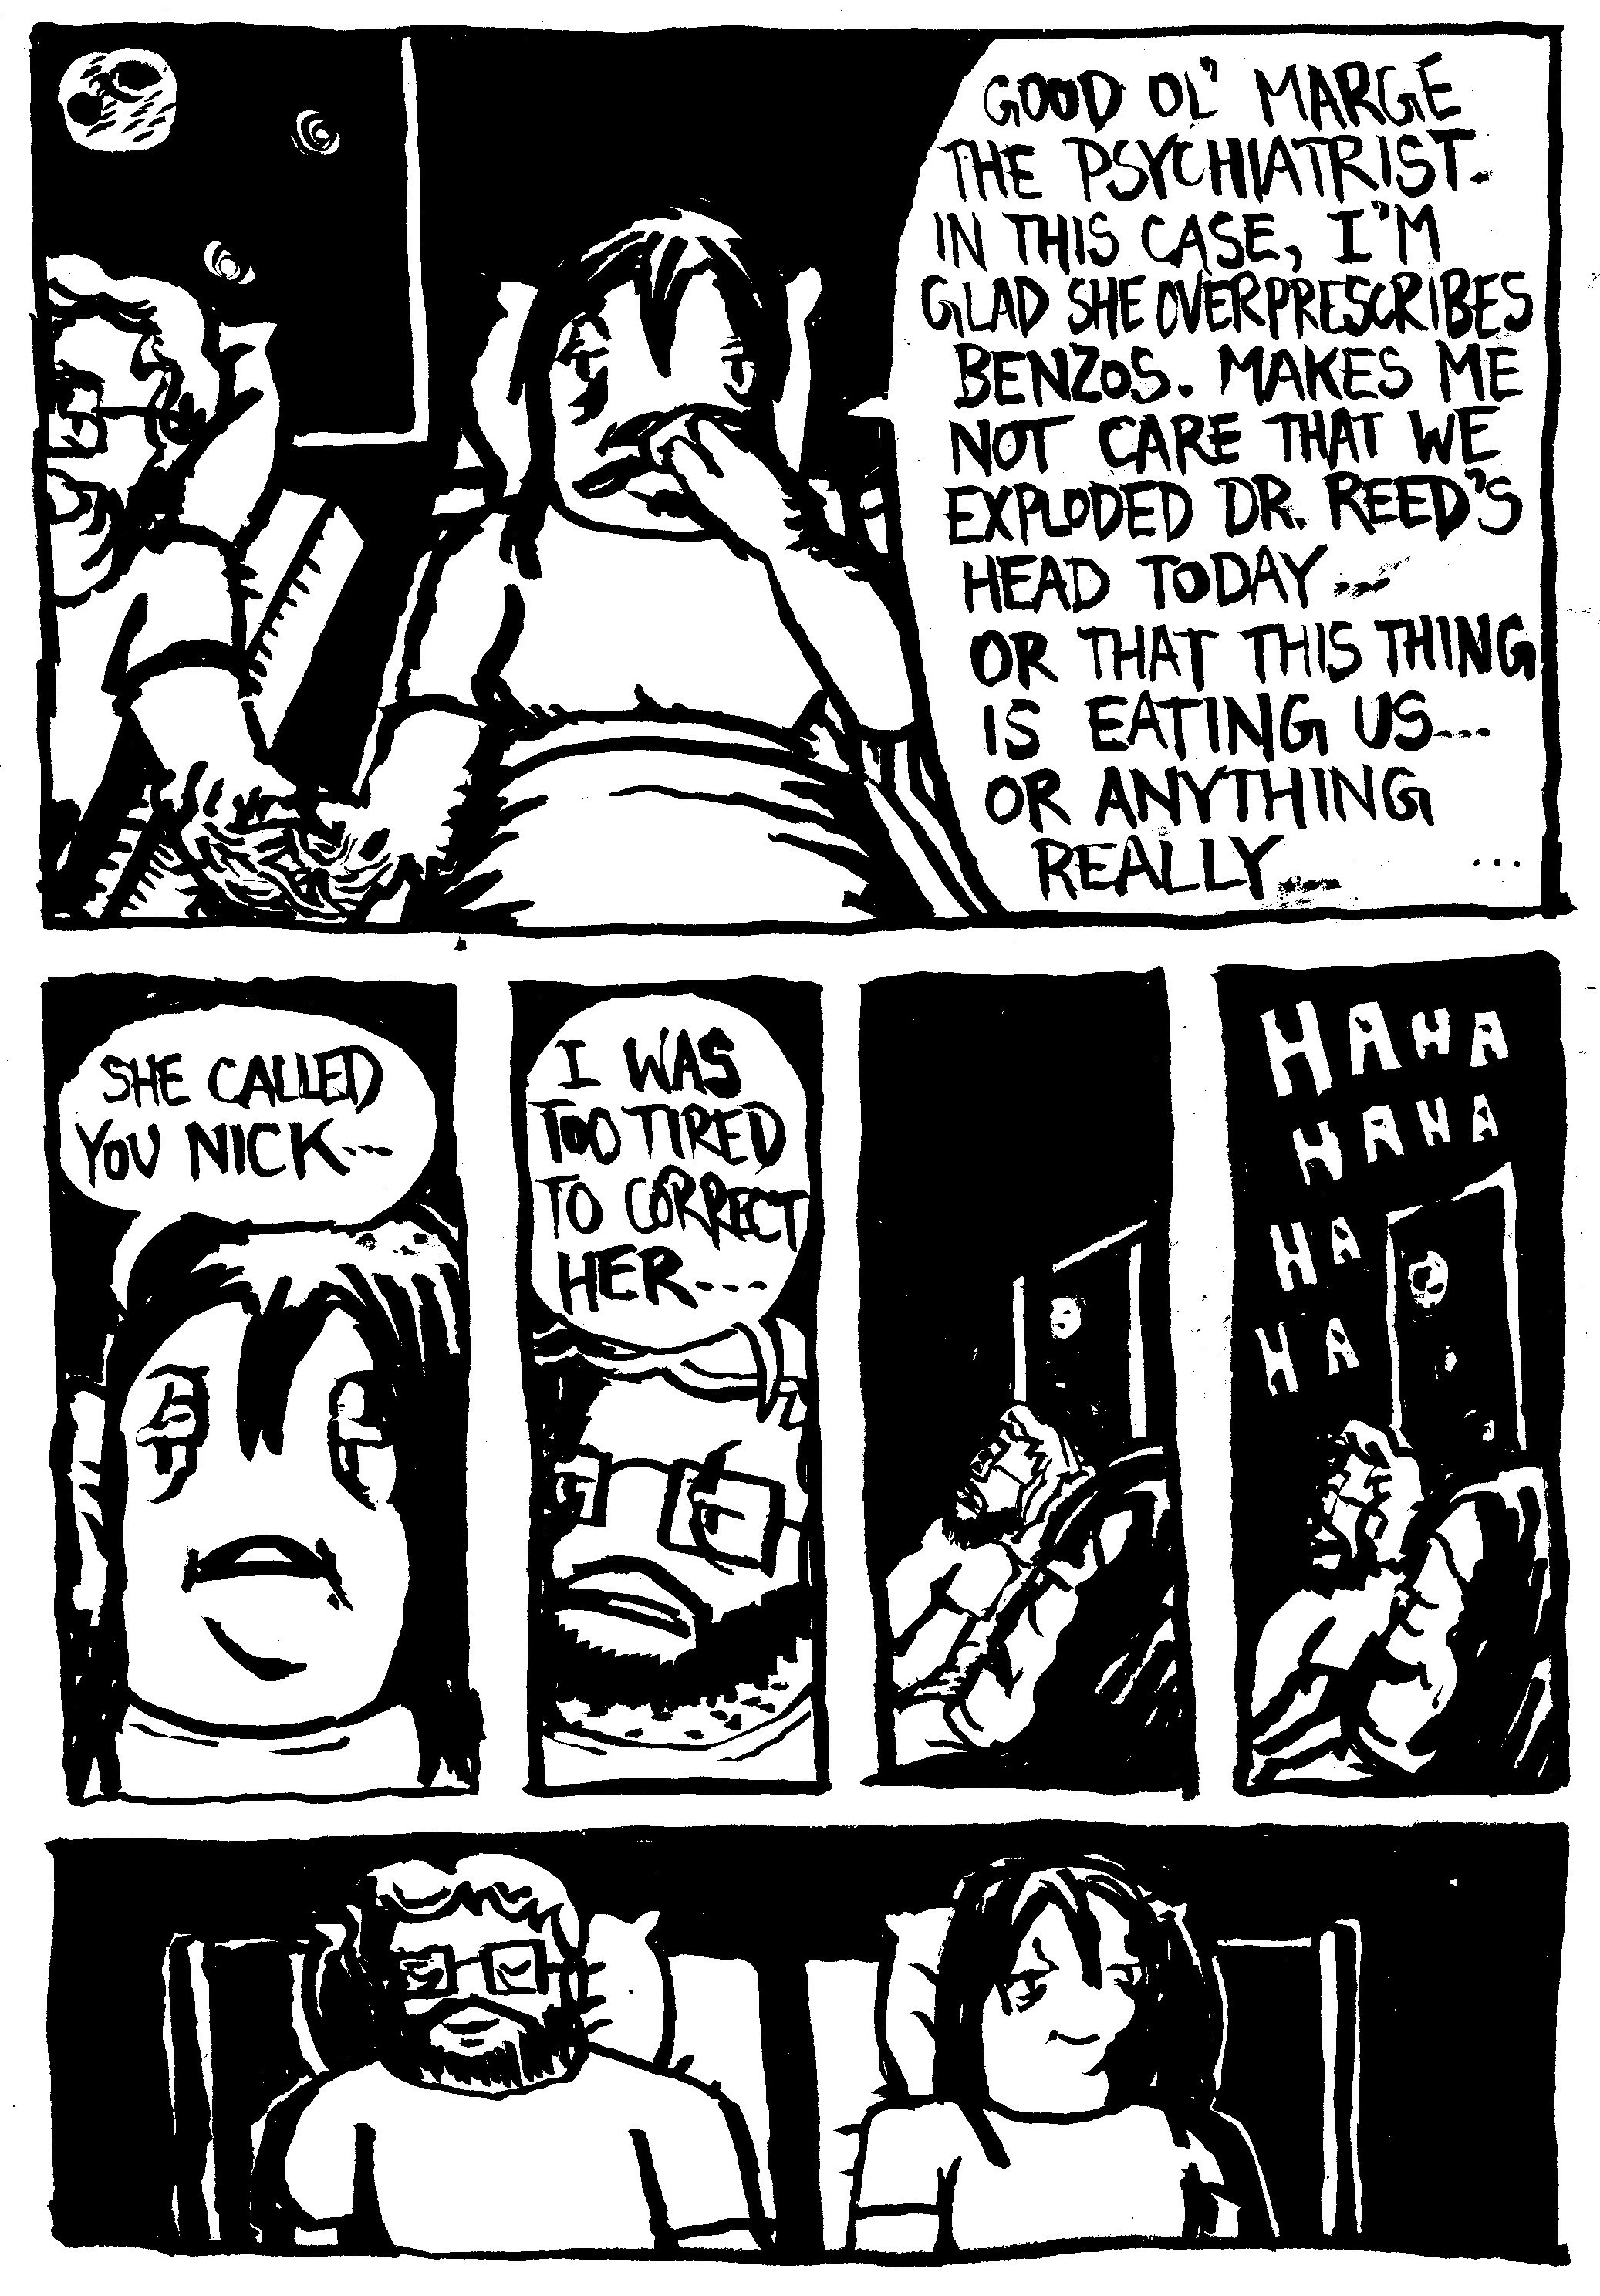 GOOD OL' MARGE
THE PSYCHIATRIST.
IN THIS CASE, I"M
GLAD SHE OVERPRESCRIBES
BENZOS. MAKES ME
NOT CARE THAT WE
EXPLODED DR. REED'S
HEAD TODAY...
OR THAT THIS THING
IS EATING US...
OR ANYTHING
REALLY...
SHE CALLED
YOU NICK...
I WAS
TOO TIRED
TO CORRECT
HER....
HAHA
HAHA
HA
HA